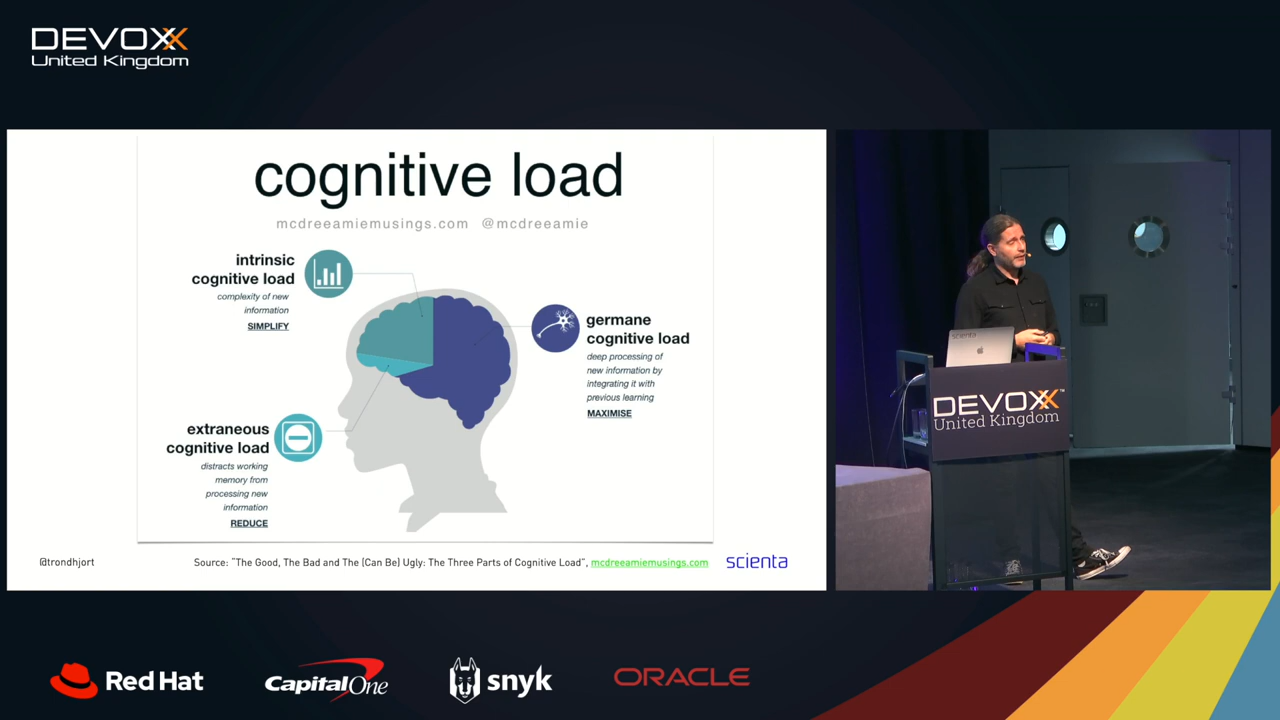 DEVOXX
United Kingdom
cognitive load
mcdreeamiemusings.com @mcdreeamie
intrinsic
cognitive load
complexity of new
information
SIMPLIFY
germane
cognitive load
deep processing of
new information by
integrating it with
previous learning
MAXIMISE
extraneous
cognitive load
distracts working
memory from
processing new
information
REDUCE
@trondhjort
Source: "The Good, The Bad and The (Can Be) Ugly: The Three Parts of Cognitive Load", mcdreeamiemusings.com
scienta
scienta
DEVOXX™
United Kingdom
Red Hat
CapitalOne
snyk
ORACLE